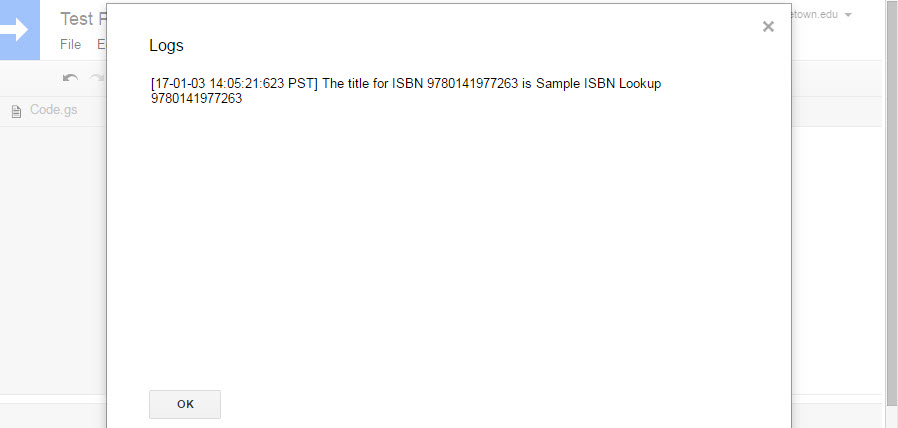 Test P
etown.edu
File E
Logs
[17-01-03 14:05:21:623 PST] The title for ISBN 9780141977263 is Sample ISBN Lookup
9780141977263
Code.gs
OK